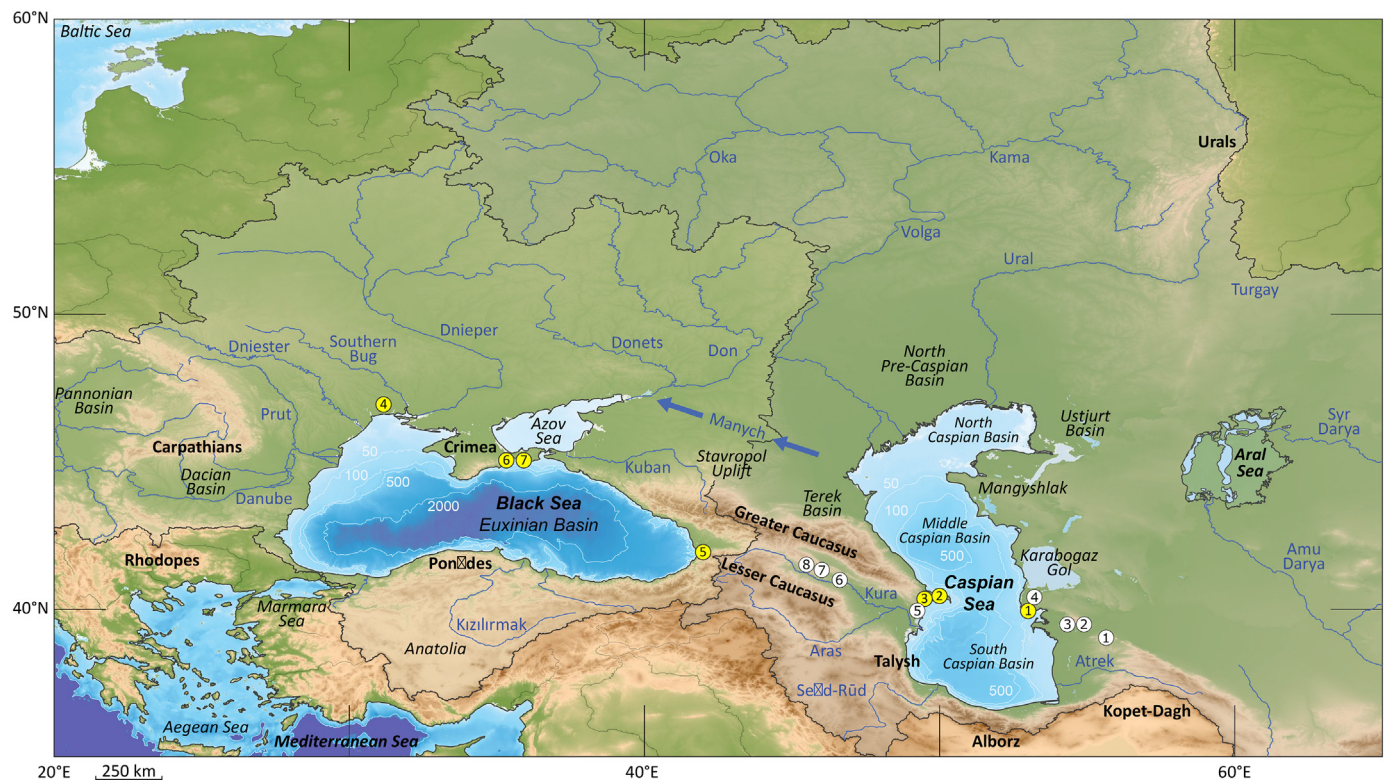 60°N
Baltic Sea
Urals
Oka
Kama
Volga
Ural
Turgay
50°N
Dniester
Southern
Bug
Dnieper
Donets
Don
North
Pre-Caspian
Basin
Pannonian
Basin
4
Prut
Azov
Sea
Manych
North
Caspian Basin
Ustjurt
Basin
Syr
Darya
Carpathians
Crimea
6
7
Kuban
Stavropol
Uplift
Aral
Sea
Dacian
Basin
Danube
50
100
500
2000
Black Sea
Euxinian Basin
Terek
Basin
50
100
Mangyshlak
Middle
Caspian Basin
500
Greater Caucasus
Rhodopes
Pon⌧des
5
Lesser Caucasus
8
7
6
Karabogaz
Gol
Amu
Darya
40°N
Marmara
Sea
Kızılırmak
Kura
3
2
5
Caspian
Sea
4
1
3
2
1
Anatolia
Aras
Talysh
South
Caspian Basin
500
Atrek
Se⌧d-Rūd
Aegean Sea
Mediterranean Sea
Alborz
Kopet-Dagh
20°E
250 km
40°E
60°E